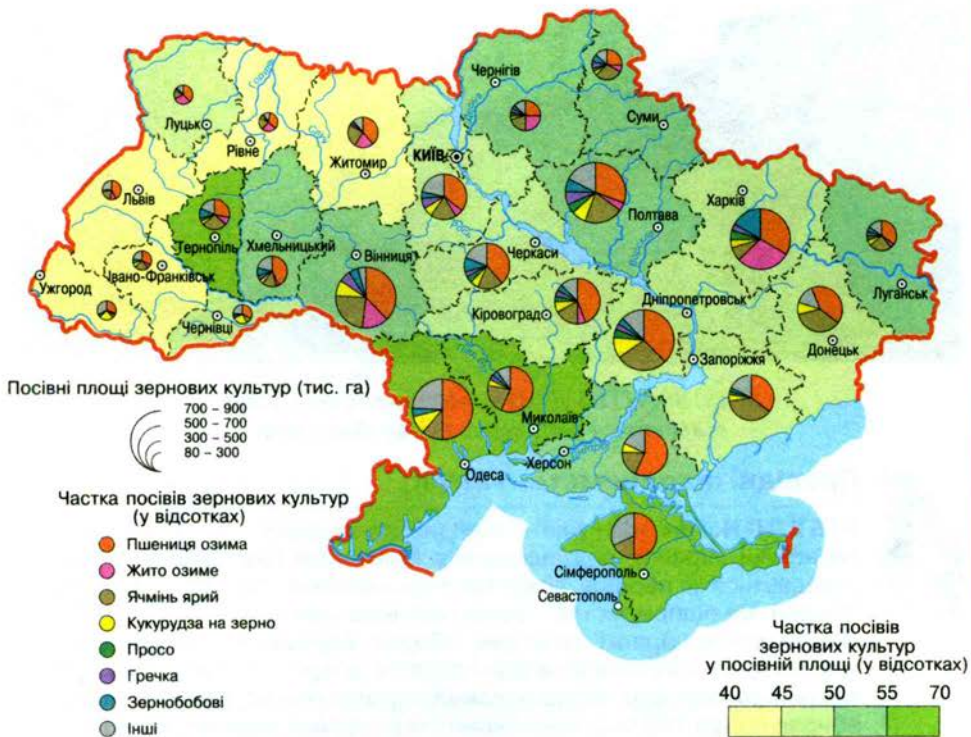 Чернігів
Суми
Луцьк
Рівне
Житомир
КИЇВ
Львів
Тернопіль
Хмельницький
Вінниця
Черкаси
Полтава
Харків
Луганськ
Івано-Франківськ
Ужгород
Чернівці
Кіровоград
Дніпропетровськ
Донецьк
Запоріжжя
Миколаїв
Херсон
Одеса
Сімферополь
Севастополь
Посівні площі зернових культур (тис. га)
700 – 900
500 – 700
300 – 500
80 – 300
Частка посівів зернових культур
(у відсотках)
Пшениця озима
Жито озиме
Ячмінь ярий
Кукурудза на зерно
Просо
Гречка
Зернобобові
Інші
Частка посівів
зернових культур
у посівній площі (у відсотках)
40 45 50 55 70